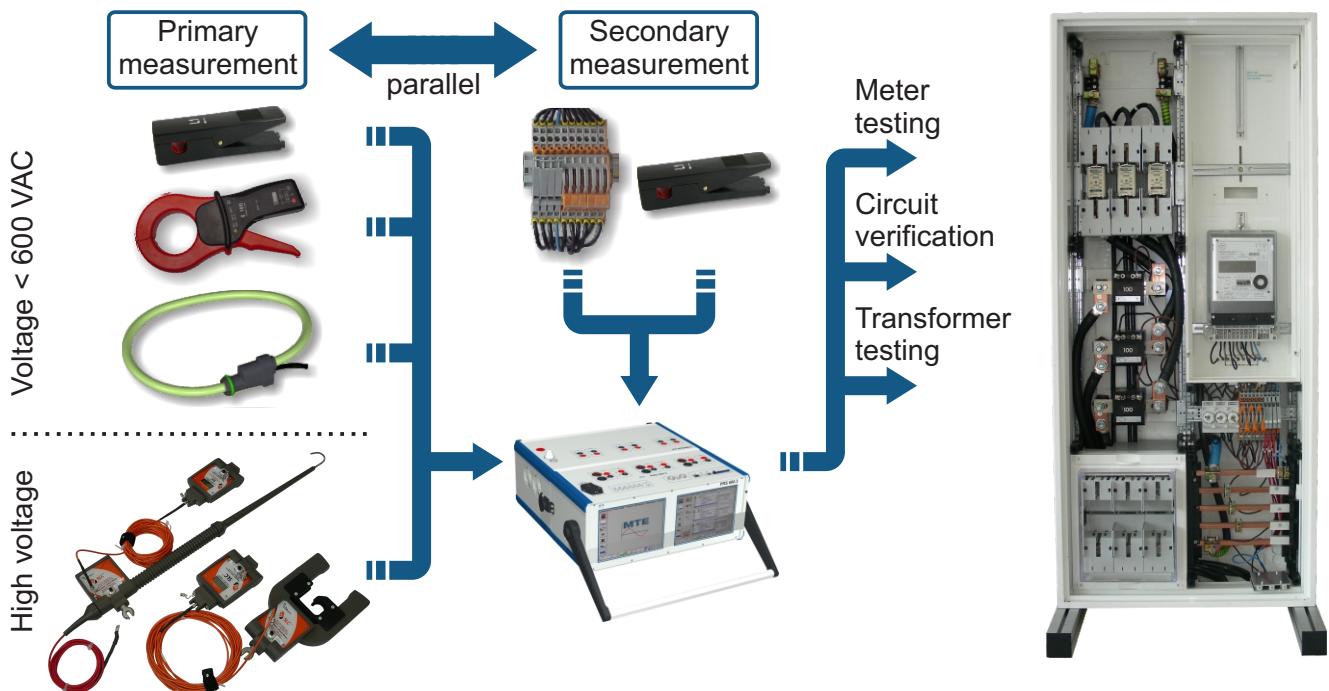 Primary
measurement
parallel
Secondary
measurement
Voltage < 600 VAC
High voltage
Meter
testing
Circuit
verification
Transformer
testing
MTE
100
100
100